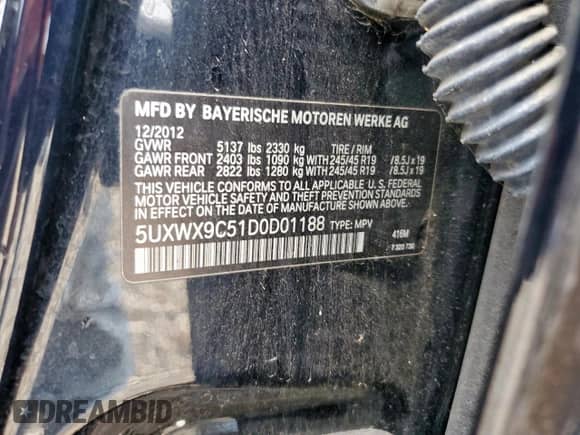 MFD BY BAYERISCHE MOTOREN WERKE AG
12/2012
GVWR 5137 lbs 2330 kg TIRE / RIM
GAWR FRONT 2403 lbs 1090 kg WITH 245/45 R19 /8.5J x 19
GAWR REAR 2822 lbs 1280 kg WITH 245/45 R19 /8.5J x 19
THIS VEHICLE CONFORMS TO ALL APPLICABLE U. S. FEDERAL
MOTOR VEHICLE SAFETY AND THEFT PREVENTION STANDARDS
IN EFFECT ON THE DATE OF MANUFACTURE SHOWN ABOVE.
5UXWX9C51D0D01188 TYPE: MPV
416M
7 320 730
DREAMBID